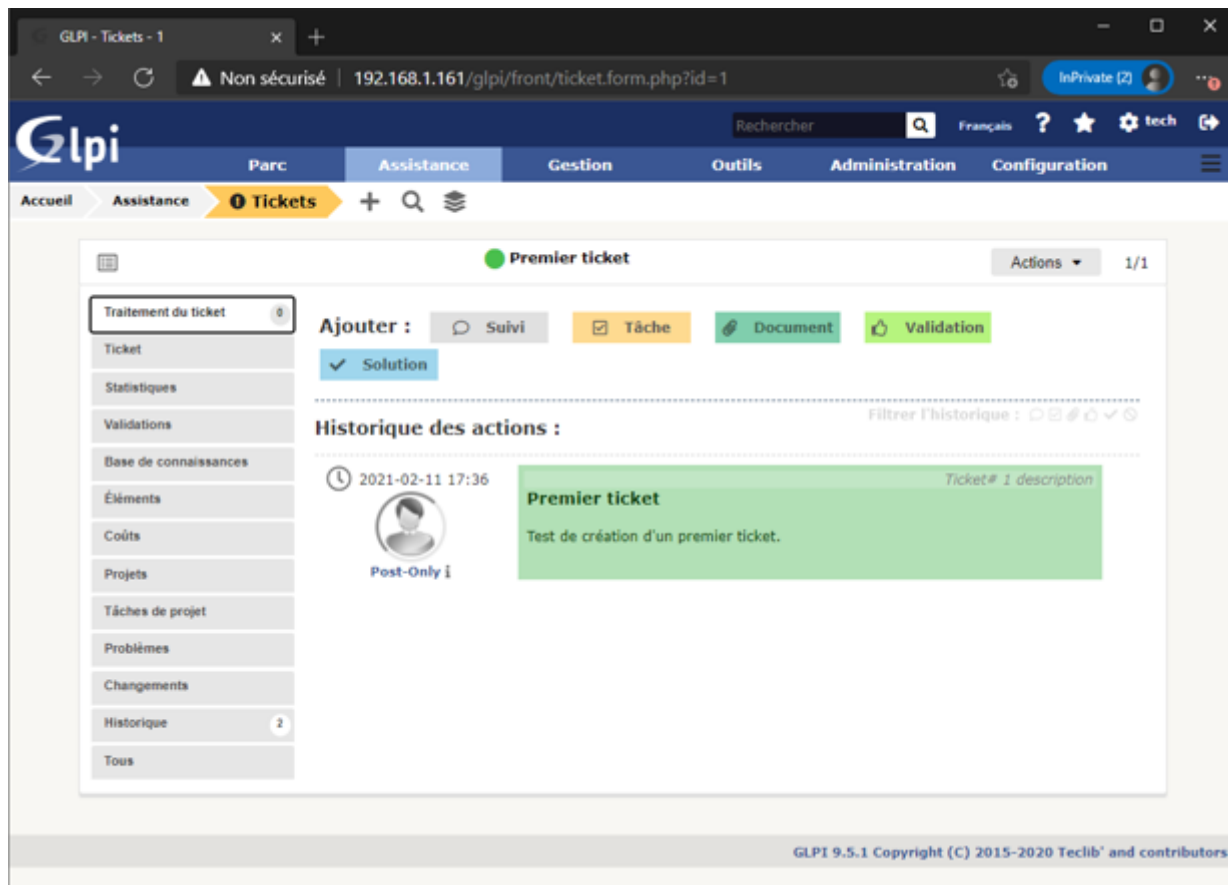 GLPI - Tickets - 1
Non sécurisé | 192.168.1.161/glpi/front/ticket.form.php?id=1 InPrivate (2)
Glpi
Rechercher Français ? tech
Parc Assistance Gestion Outils Administration Configuration
Accueil Assistance Tickets
Premier ticket Actions 1/1
Traitement du ticket 0
Ticket
Statistiques
Validations
Base de connaissances
Éléments
Coûts
Projets
Tâches de projet
Problèmes
Changements
Historique 2
Tous
Ajouter : Suivi Tâche Document Validation
Solution
Filtrer l'historique :
Historique des actions :
2021-02-11 17:36
Post-Only i
Ticket# 1 description
Premier ticket
Test de création d'un premier ticket.
GLPI 9.5.1 Copyright (C) 2015-2020 Teclib' and contributors